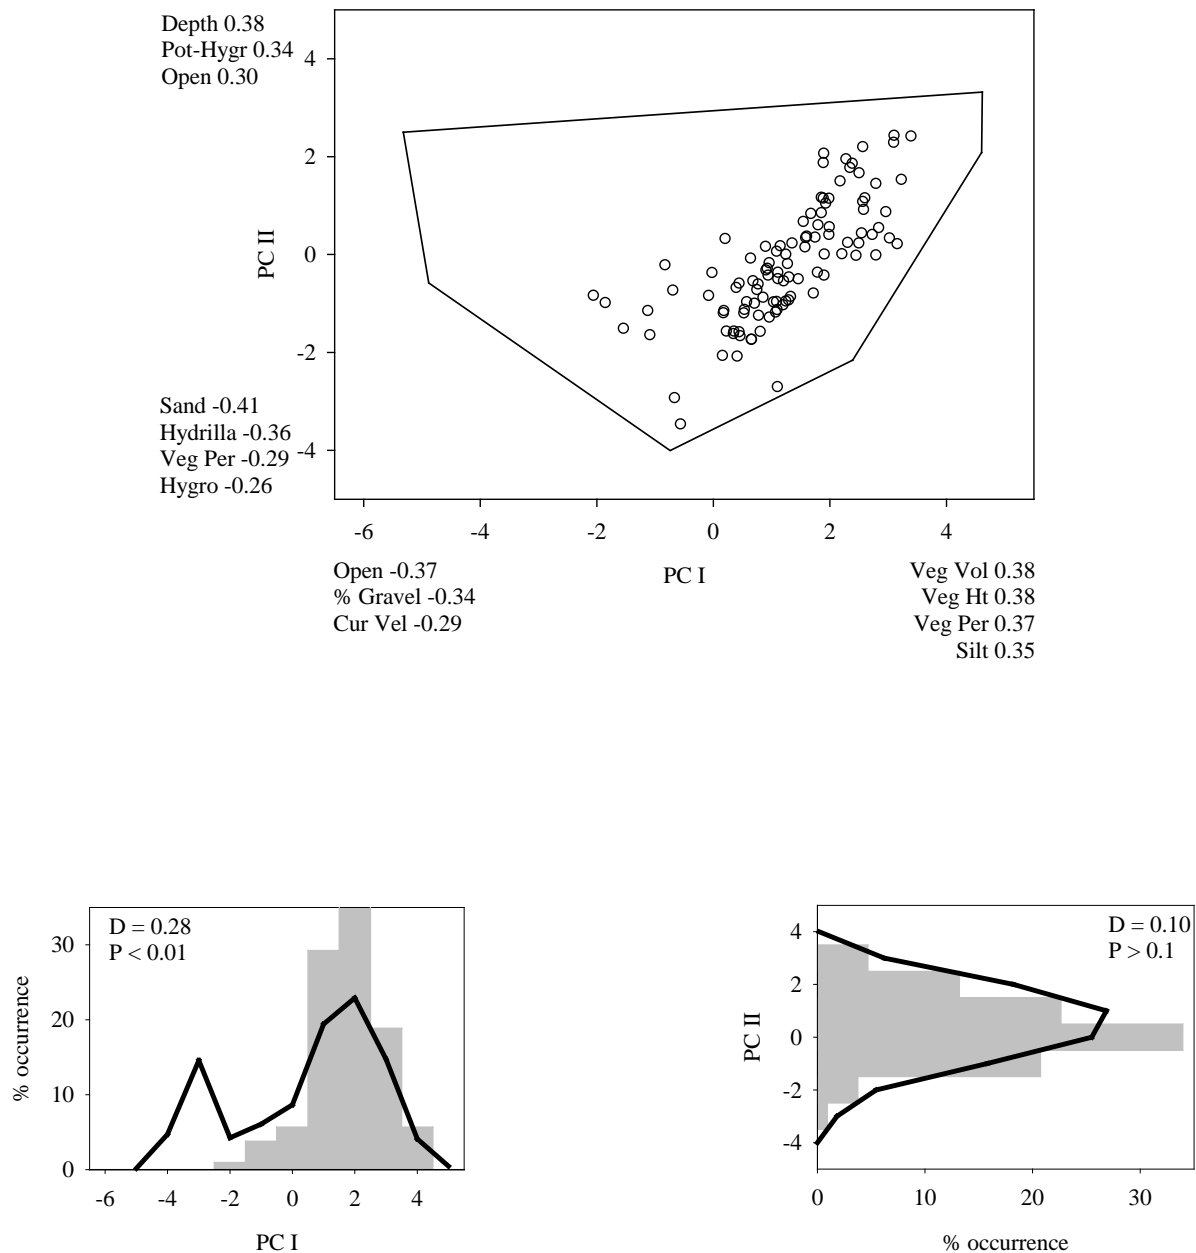 Depth 0.38
Pot-Hygr 0.34
Open 0.30
4
2
0
-2
-4
PC II
Sand -0.41
Hydrilla -0.36
Veg Per -0.29
Hygro -0.26
-6 -4 -2 0 2 4
PC I
Open -0.37
% Gravel -0.34
Cur Vel -0.29
Veg Vol 0.38
Veg Ht 0.38
Veg Per 0.37
Silt 0.35
D = 0.28
P < 0.01
30
20
10
0
% occurrence
-6 -4 -2 0 2 4
PC I
D = 0.10
P > 0.1
4
2
0
-2
-4
PC II
0 10 20 30
% occurrence